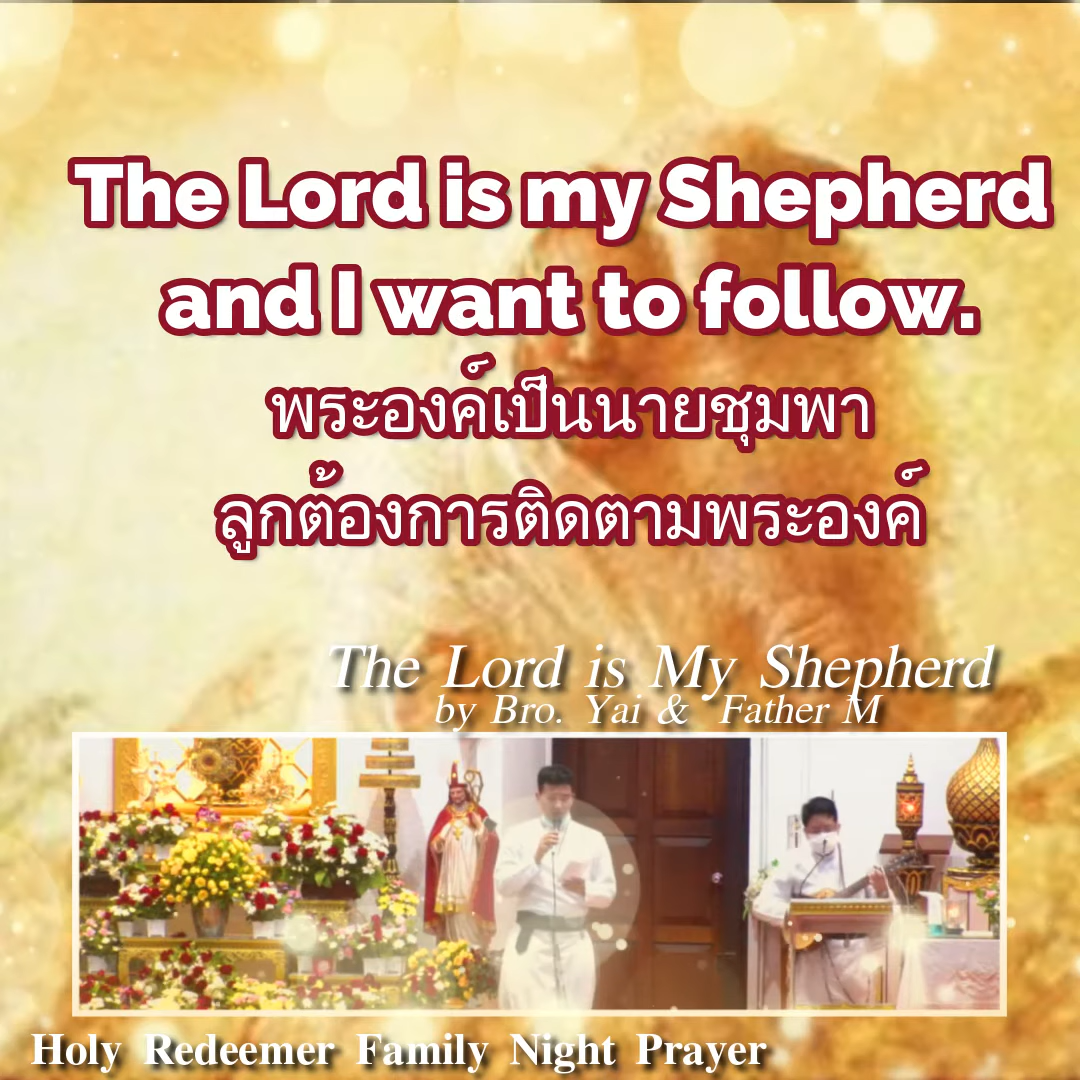 The Lord is my Shepherd
and I want to follow.
พระองค์เป็นนายชุมพา
ลูกต้องการติดตามพระองค์
The Lord is My Shepherd
by Bro. Yai & Father M
Holy Redeemer Family Night Prayer